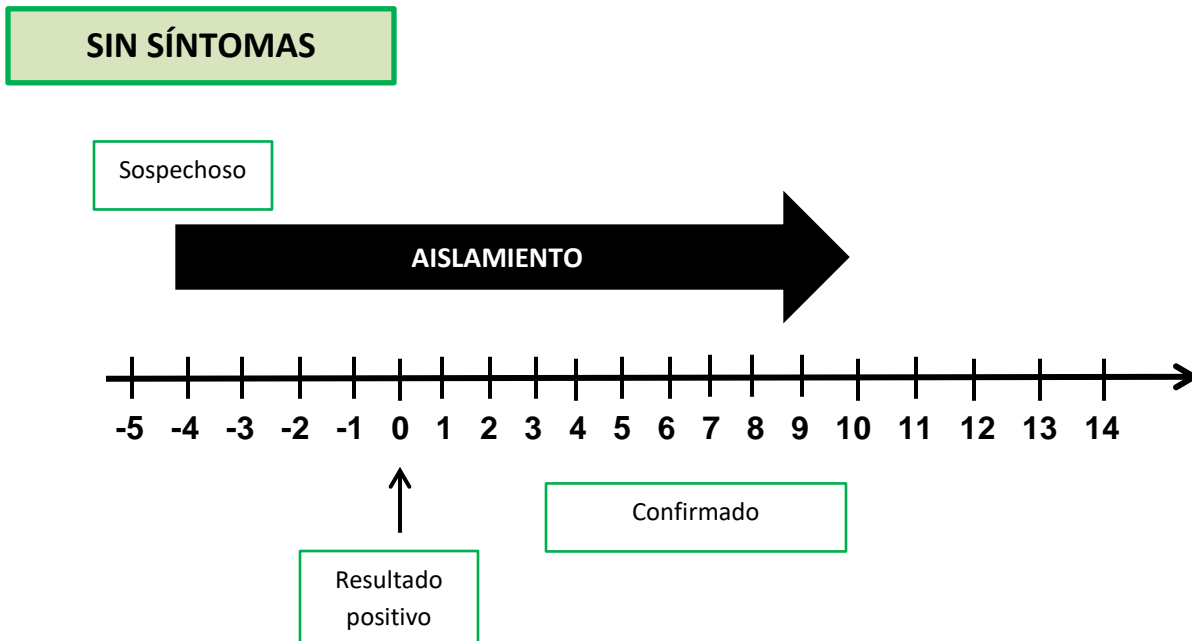 SIN SÍNTOMAS
Sospechoso
AISLAMIENTO
-5 -4 -3 -2 -1 0 1 2 3 4 5 6 7 8 9 10 11 12 13 14
Confirmado
Resultado
positivo